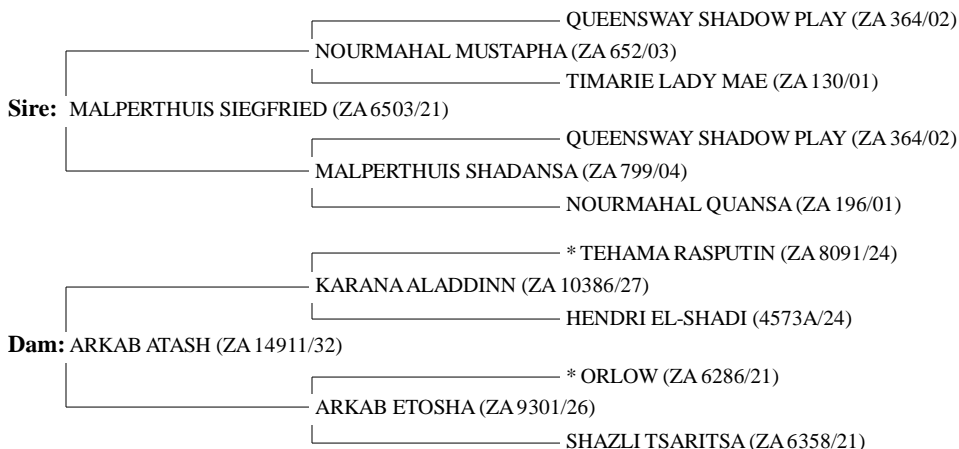 QUEENSWAY SHADOW PLAY (ZA 364/02)
NOURMAHAL MUSTAPHA (ZA 652/03)
TIMARIE LADY MAE (ZA 130/01)
Sire: MALPERTHUIS SIEGFRIED (ZA 6503/21)
QUEENSWAY SHADOW PLAY (ZA 364/02)
MALPERTHUIS SHADANSA (ZA 799/04)
NOURMAHAL QUANSA (ZA 196/01)
* TEHAMA RASPUTIN (ZA 8091/24)
KARANA ALADDINN (ZA 10386/27)
HENDRI EL-SHADI (4573A/24)
Dam: ARKAB ATASH (ZA 14911/32)
* ORLOW (ZA 6286/21)
ARKAB ETOSHA (ZA 9301/26)
SHAZLI TSARITSA (ZA 6358/21)